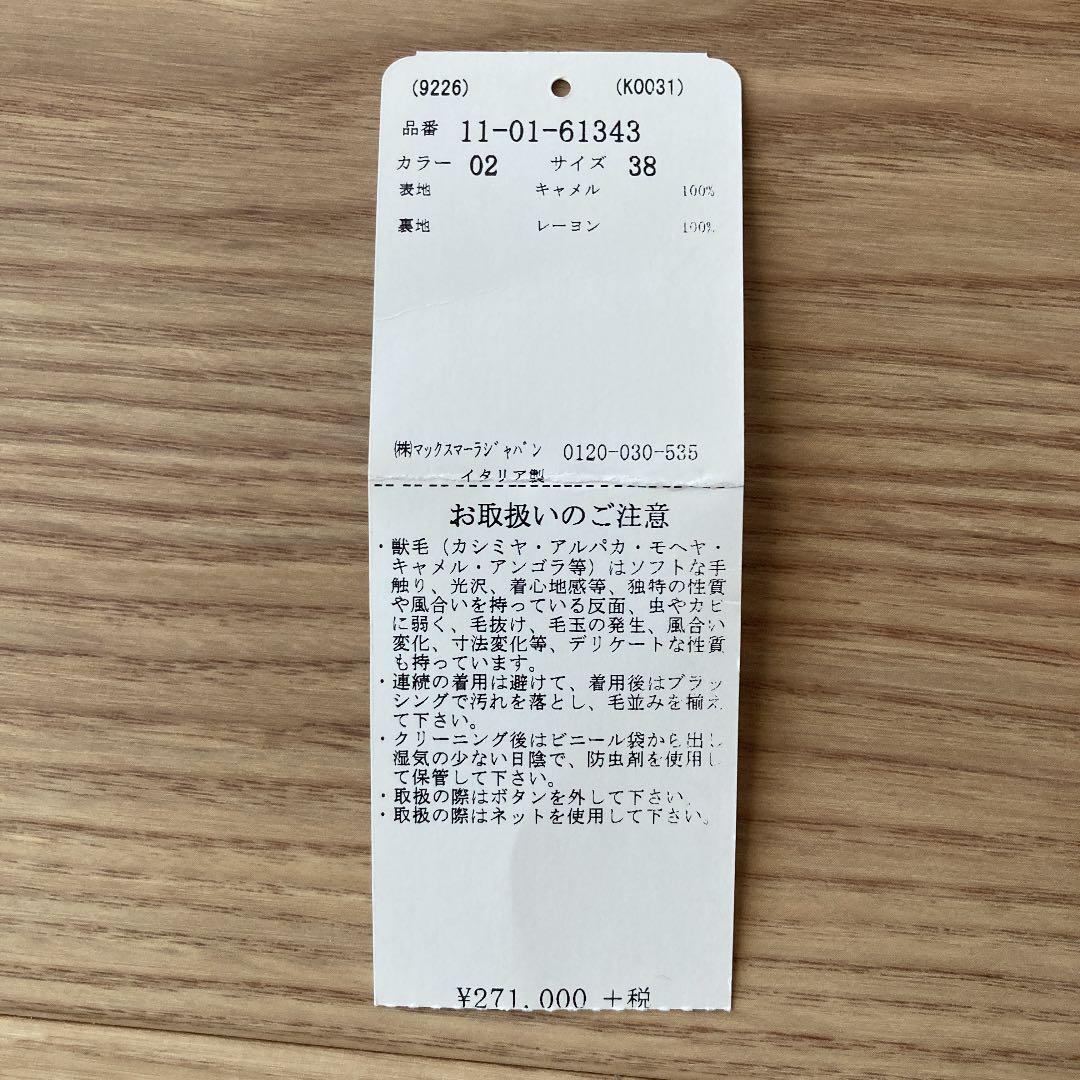 (9226) (K0031)
品番 11-01-61343
カラー 02 サイズ 38
表地 キャメル 100%
裏地 レーヨン 100%
㈱マックスマーラジャパン 0120-030-535
イタリア製
お取扱いのご注意
・獣毛（カシミヤ・アルパカ・モヘヤ・
キャメル・アンゴラ等）はソフトな手
触り、光沢、着心地感等、独特の性質
や風合いを持っている反面、虫やカビ
に弱く、毛抜け、毛玉の発生、風合い
変化、寸法変化等、デリケートな性質
も持っています。
・連続の着用は避けて、着用後はブラッ
シングで汚れを落とし、毛並みを揃え
て下さい。
・クリーニング後はビニール袋から出し
湿気の少ない日陰で、防虫剤を使用し
て保管して下さい。
・取扱の際はボタンを外して下さい。
・取扱の際はネットを使用して下さい。
¥271,000 +税